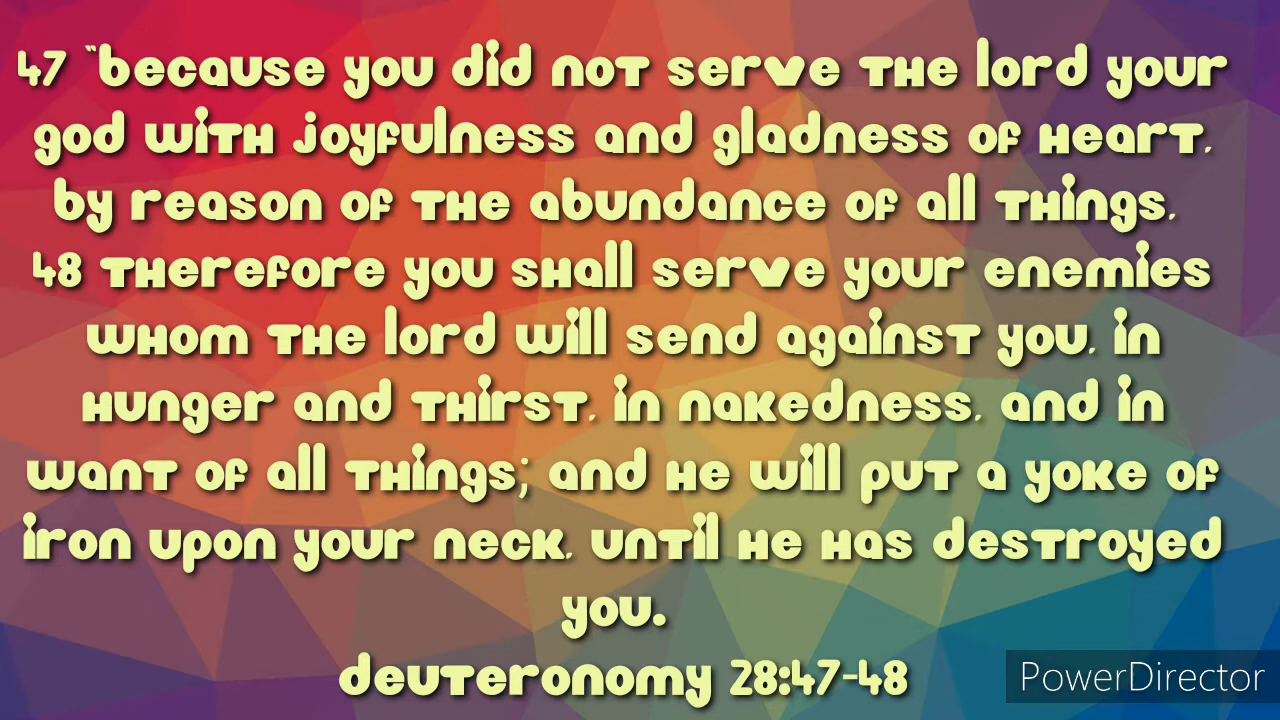 47 "because you did not serve the lord your
god with joyfulness and gladness of heart,
by reason of the abundance of all things,
48 therefore you shall serve your enemies
whom the lord will send against you, in
hunger and thirst, in nakedness, and in
want of all things; and he will put a yoke of
iron upon your neck, until he has destroyed
you.
deuteronomy 28:47-48
PowerDirector